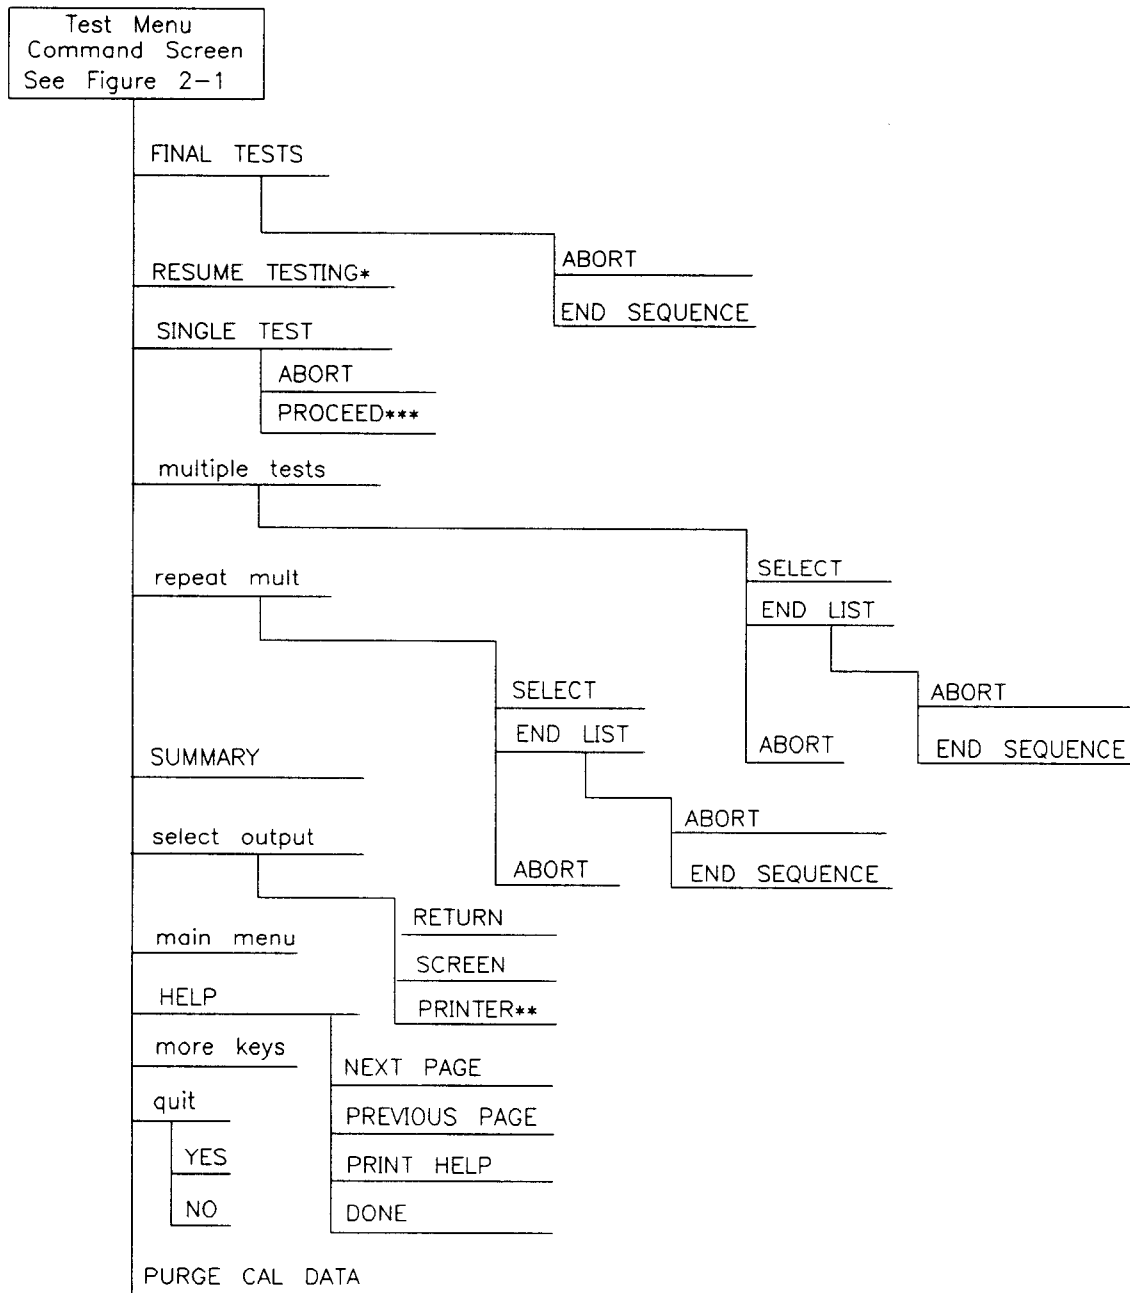 Test Menu
Command Screen
See Figure 2-1
FINAL TESTS
ABORT
END SEQUENCE
RESUME TESTING*
SINGLE TEST
ABORT
PROCEED***
multiple tests
SELECT
END LIST
ABORT
END SEQUENCE
ABORT
repeat mult
SELECT
END LIST
ABORT
END SEQUENCE
ABORT
SUMMARY
select output
RETURN
SCREEN
PRINTER**
main menu
HELP
NEXT PAGE
PREVIOUS PAGE
PRINT HELP
DONE
more keys
quit
YES
NO
PURGE CAL DATA